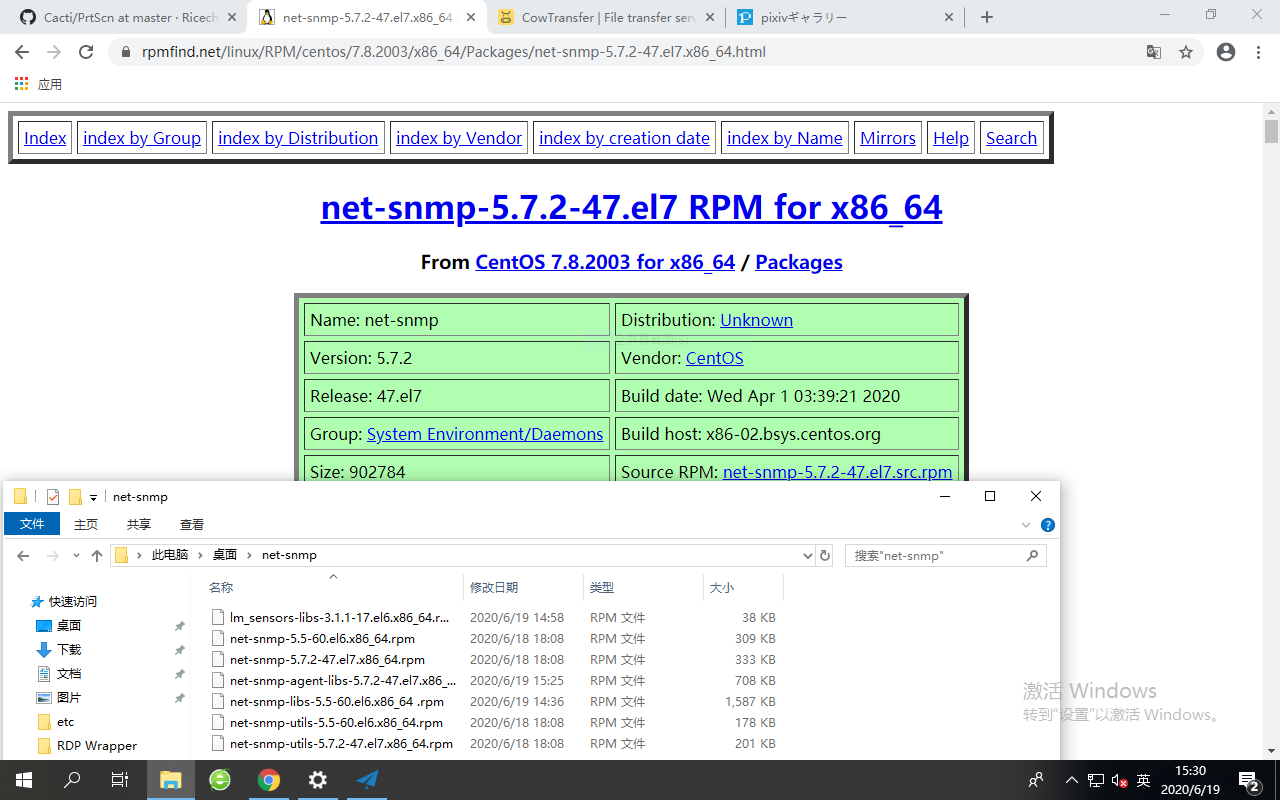 Cacti/PrtScn at master · Ricech
net-snmp-5.7.2-47.el7.x86_64
CowTransfer | File transfer serv
pixivギャラリー
rpmfind.net/linux/RPM/centos/7.8.2003/x86_64/Packages/net-snmp-5.7.2-47.el7.x86_64.html
应用
Index index by Group index by Distribution index by Vendor index by creation date index by Name Mirrors Help Search
net-snmp-5.7.2-47.el7 RPM for x86_64
From CentOS 7.8.2003 for x86_64 / Packages
Name: net-snmp Distribution: Unknown
Version: 5.7.2 Vendor: CentOS
Release: 47.el7 Build date: Wed Apr 1 03:39:21 2020
Group: System Environment/Daemons Build host: x86-02.bsys.centos.org
Size: 902784 Source RPM: net-snmp-5.7.2-47.el7.src.rpm
net-snmp
文件 主页 共享 查看
此电脑 › 桌面 › net-snmp
搜索"net-snmp"
名称 修改日期 类型 大小
快速访问
桌面
下载
文档
图片
etc
RDP Wrapper
lm_sensors-libs-3.1.1-17.el6.x86_64.r... 2020/6/19 14:58 RPM 文件 38 KB
net-snmp-5.5-60.el6.x86_64.rpm 2020/6/18 18:08 RPM 文件 309 KB
net-snmp-5.7.2-47.el7.x86_64.rpm 2020/6/18 18:08 RPM 文件 333 KB
net-snmp-agent-libs-5.7.2-47.el7.x86_... 2020/6/19 15:25 RPM 文件 708 KB
net-snmp-libs-5.5-60.el6.x86_64 .rpm 2020/6/19 14:36 RPM 文件 1,587 KB
net-snmp-utils-5.5-60.el6.x86_64.rpm 2020/6/18 18:08 RPM 文件 178 KB
net-snmp-utils-5.7.2-47.el7.x86_64.rpm 2020/6/18 18:08 RPM 文件 201 KB
激活 Windows
转到"设置"以激活 Windows。
英
15:30
2020/6/19
2